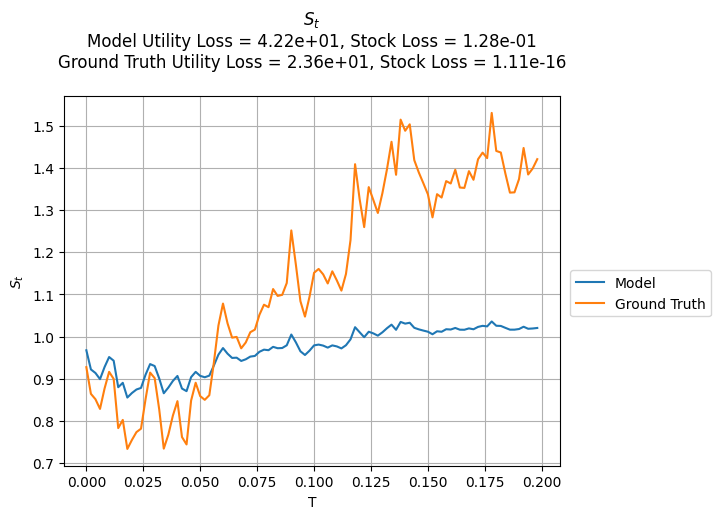 S_t
Model Utility Loss = 4.22e+01, Stock Loss = 1.28e-01
Ground Truth Utility Loss = 2.36e+01, Stock Loss = 1.11e-16
1.5
1.4
1.3
1.2
1.1
1.0
0.9
0.8
0.7
S_t
0.000 0.025 0.050 0.075 0.100 0.125 0.150 0.175 0.200
T
Model
Ground Truth